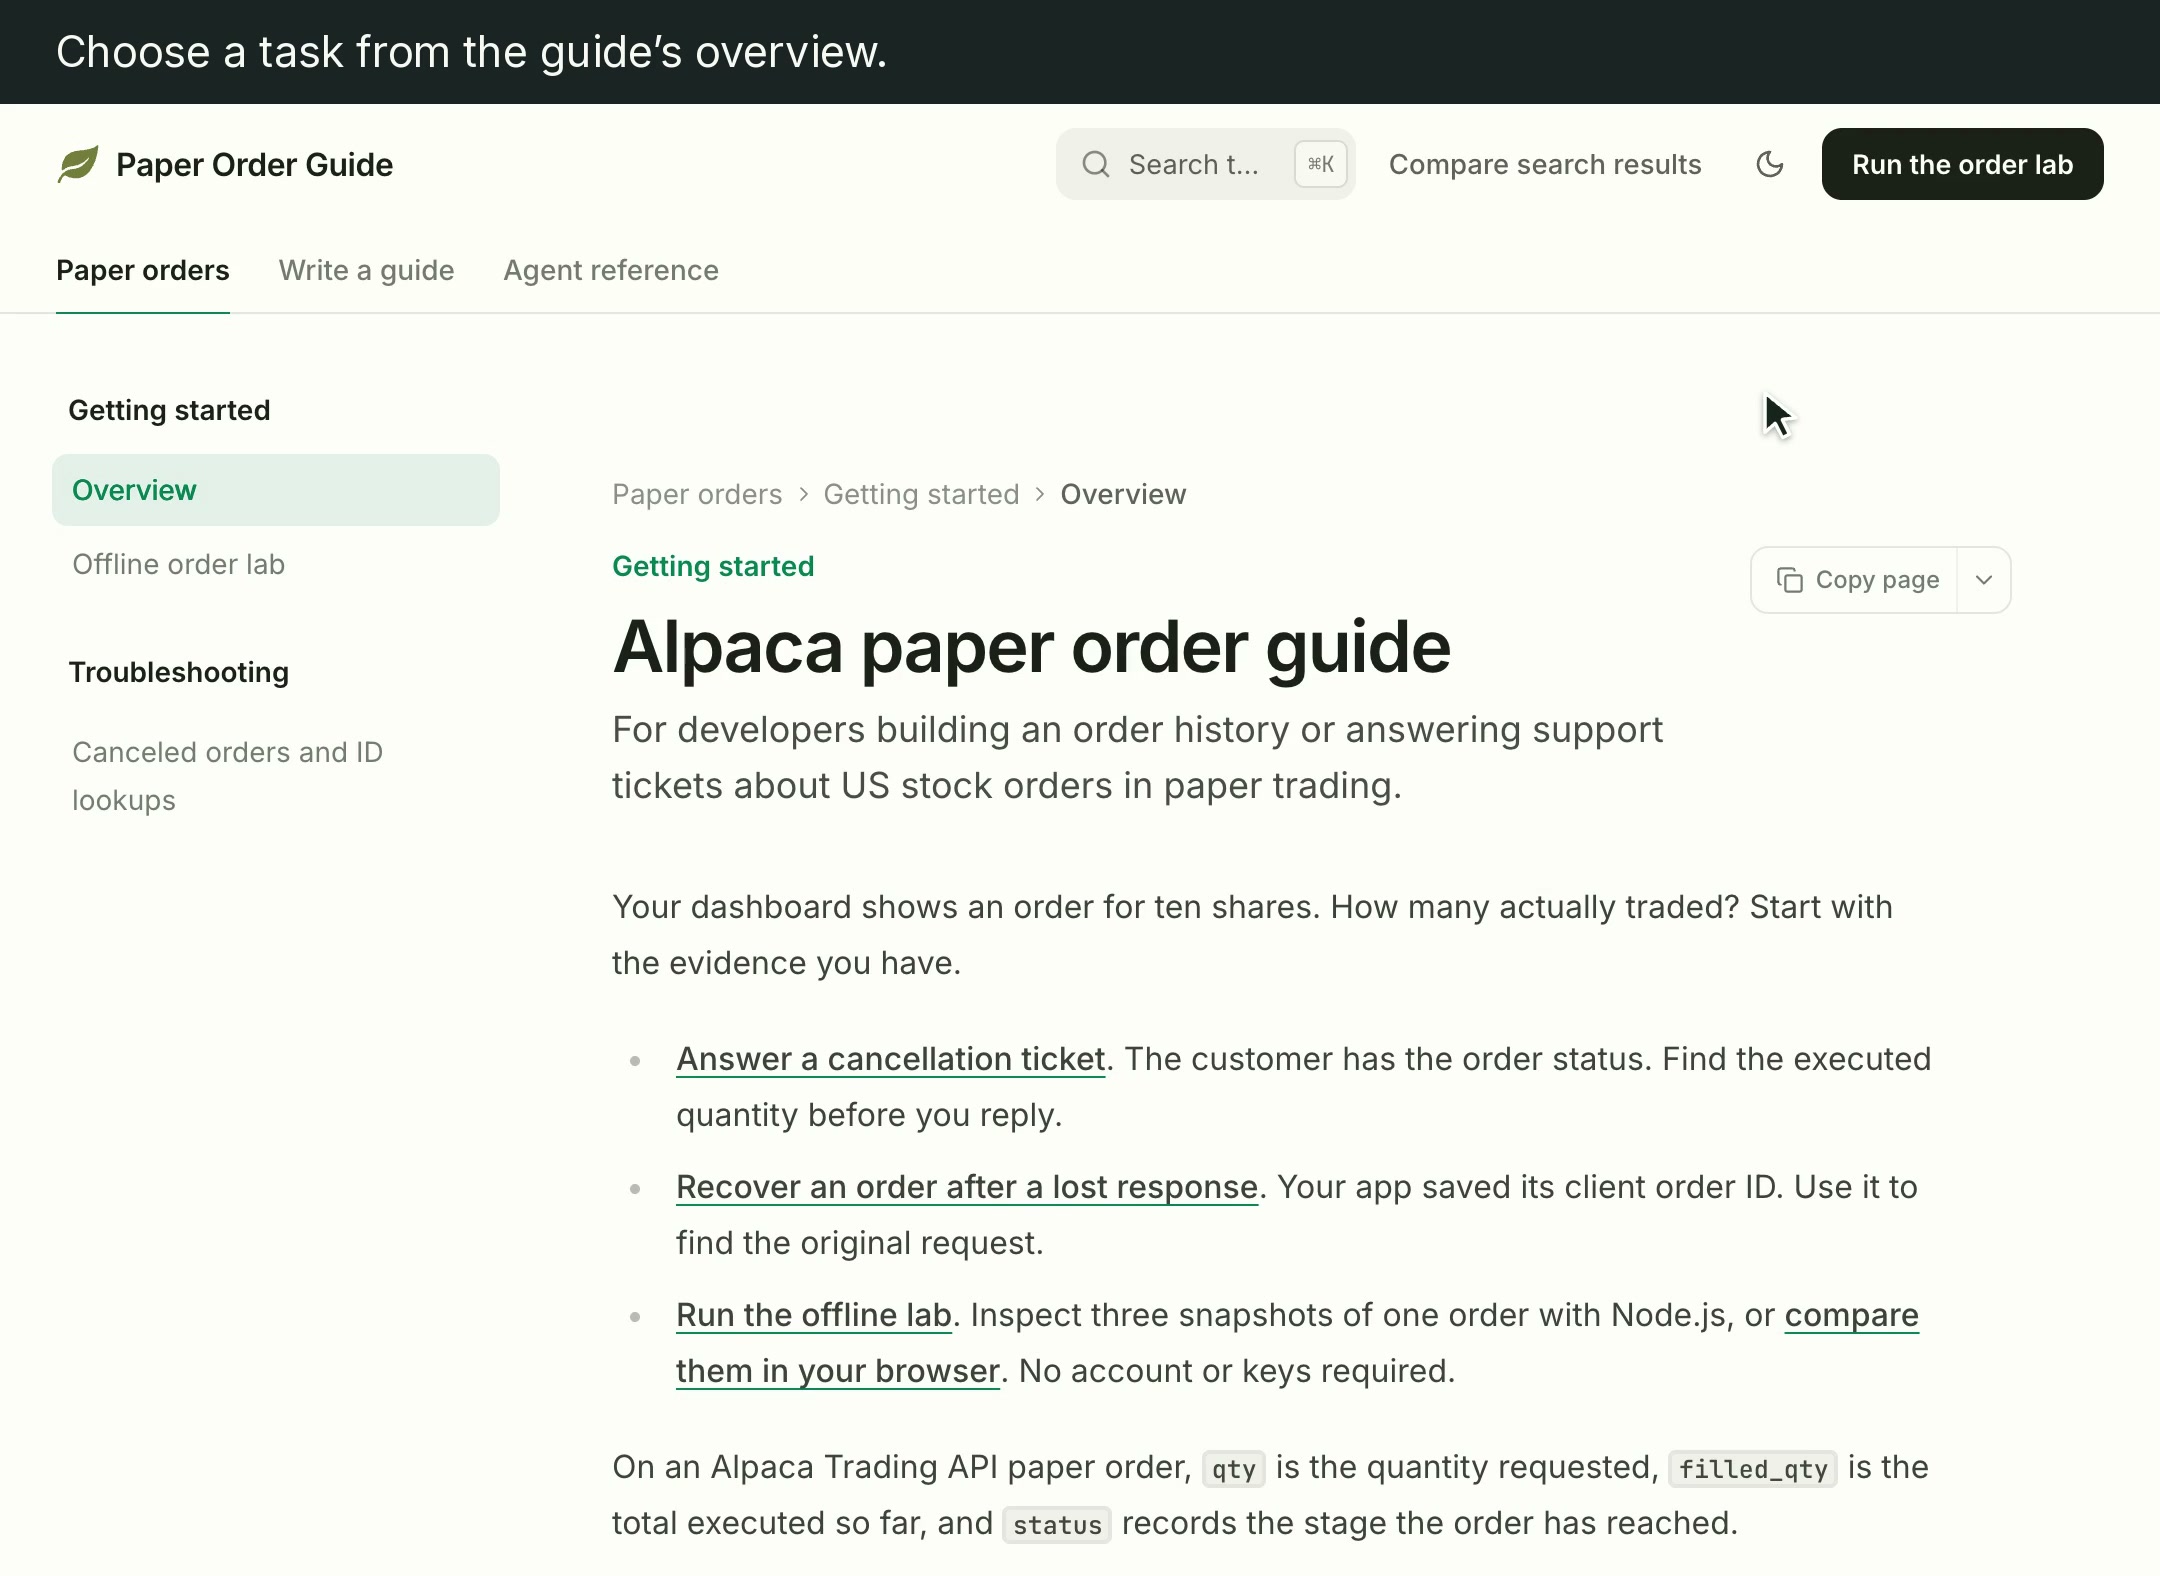 Choose a task from the guide’s overview.
Paper Order Guide
Search t...
⌘K
Compare search results
Run the order lab
Paper orders
Write a guide
Agent reference
Getting started
Overview
Offline order lab
Troubleshooting
Canceled orders and ID
lookups
Paper orders > Getting started > Overview
Getting started
Copy page
Alpaca paper order guide
For developers building an order history or answering support
tickets about US stock orders in paper trading.
Your dashboard shows an order for ten shares. How many actually traded? Start with
the evidence you have.
Answer a cancellation ticket. The customer has the order status. Find the executed
quantity before you reply.
Recover an order after a lost response. Your app saved its client order ID. Use it to
find the original request.
Run the offline lab. Inspect three snapshots of one order with Node.js, or compare
them in your browser. No account or keys required.
On an Alpaca Trading API paper order, qty is the quantity requested, filled_qty is the
total executed so far, and status records the stage the order has reached.